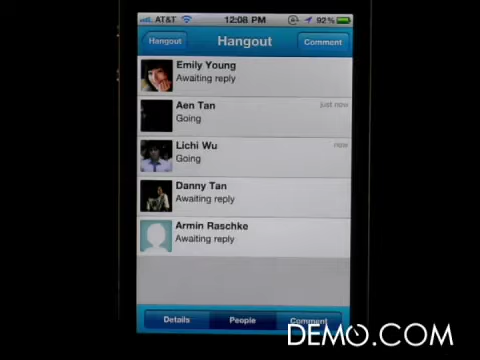 AT&T 12:08 PM 92%
Hangout Hangout Comment
Emily Young
Awaiting reply
Aen Tan just now
Going
Lichi Wu now
Going
Danny Tan
Awaiting reply
Armin Raschke
Awaiting reply
Details People Comment
DEMO.COM